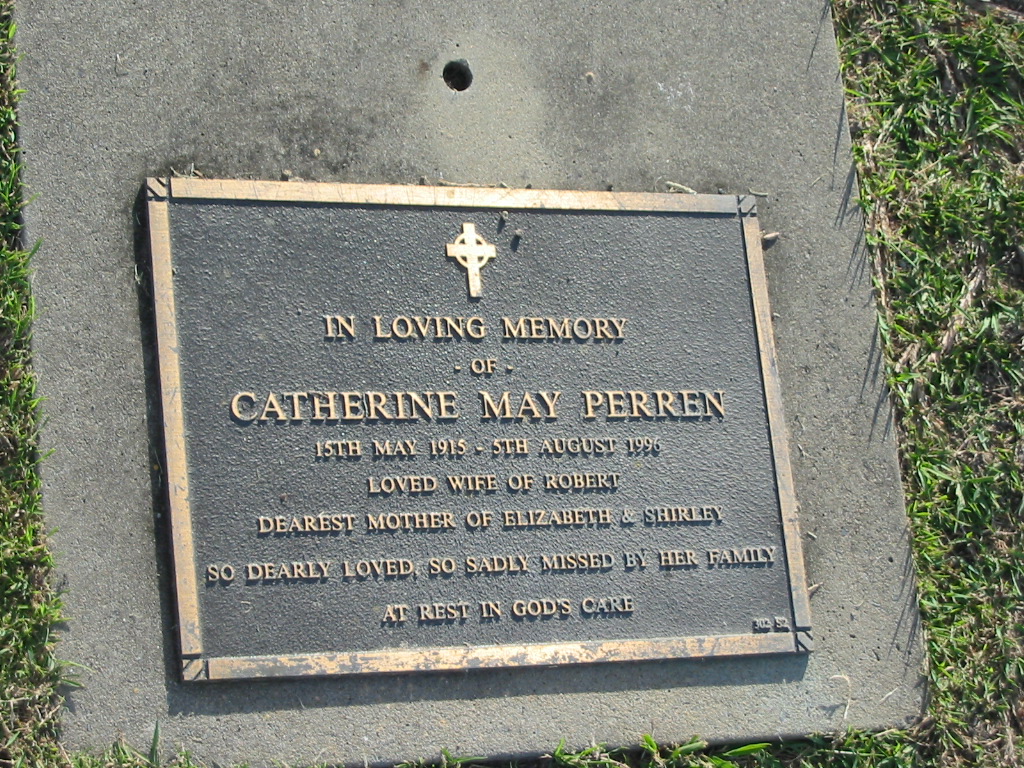 IN LOVING MEMORY
- OF -
CATHERINE MAY PERREN
15TH MAY 1915 - 5TH AUGUST 1996
LOVED WIFE OF ROBERT
DEAREST MOTHER OF ELIZABETH & SHIRLEY
SO DEARLY LOVED, SO SADLY MISSED BY HER FAMILY
AT REST IN GOD'S CARE